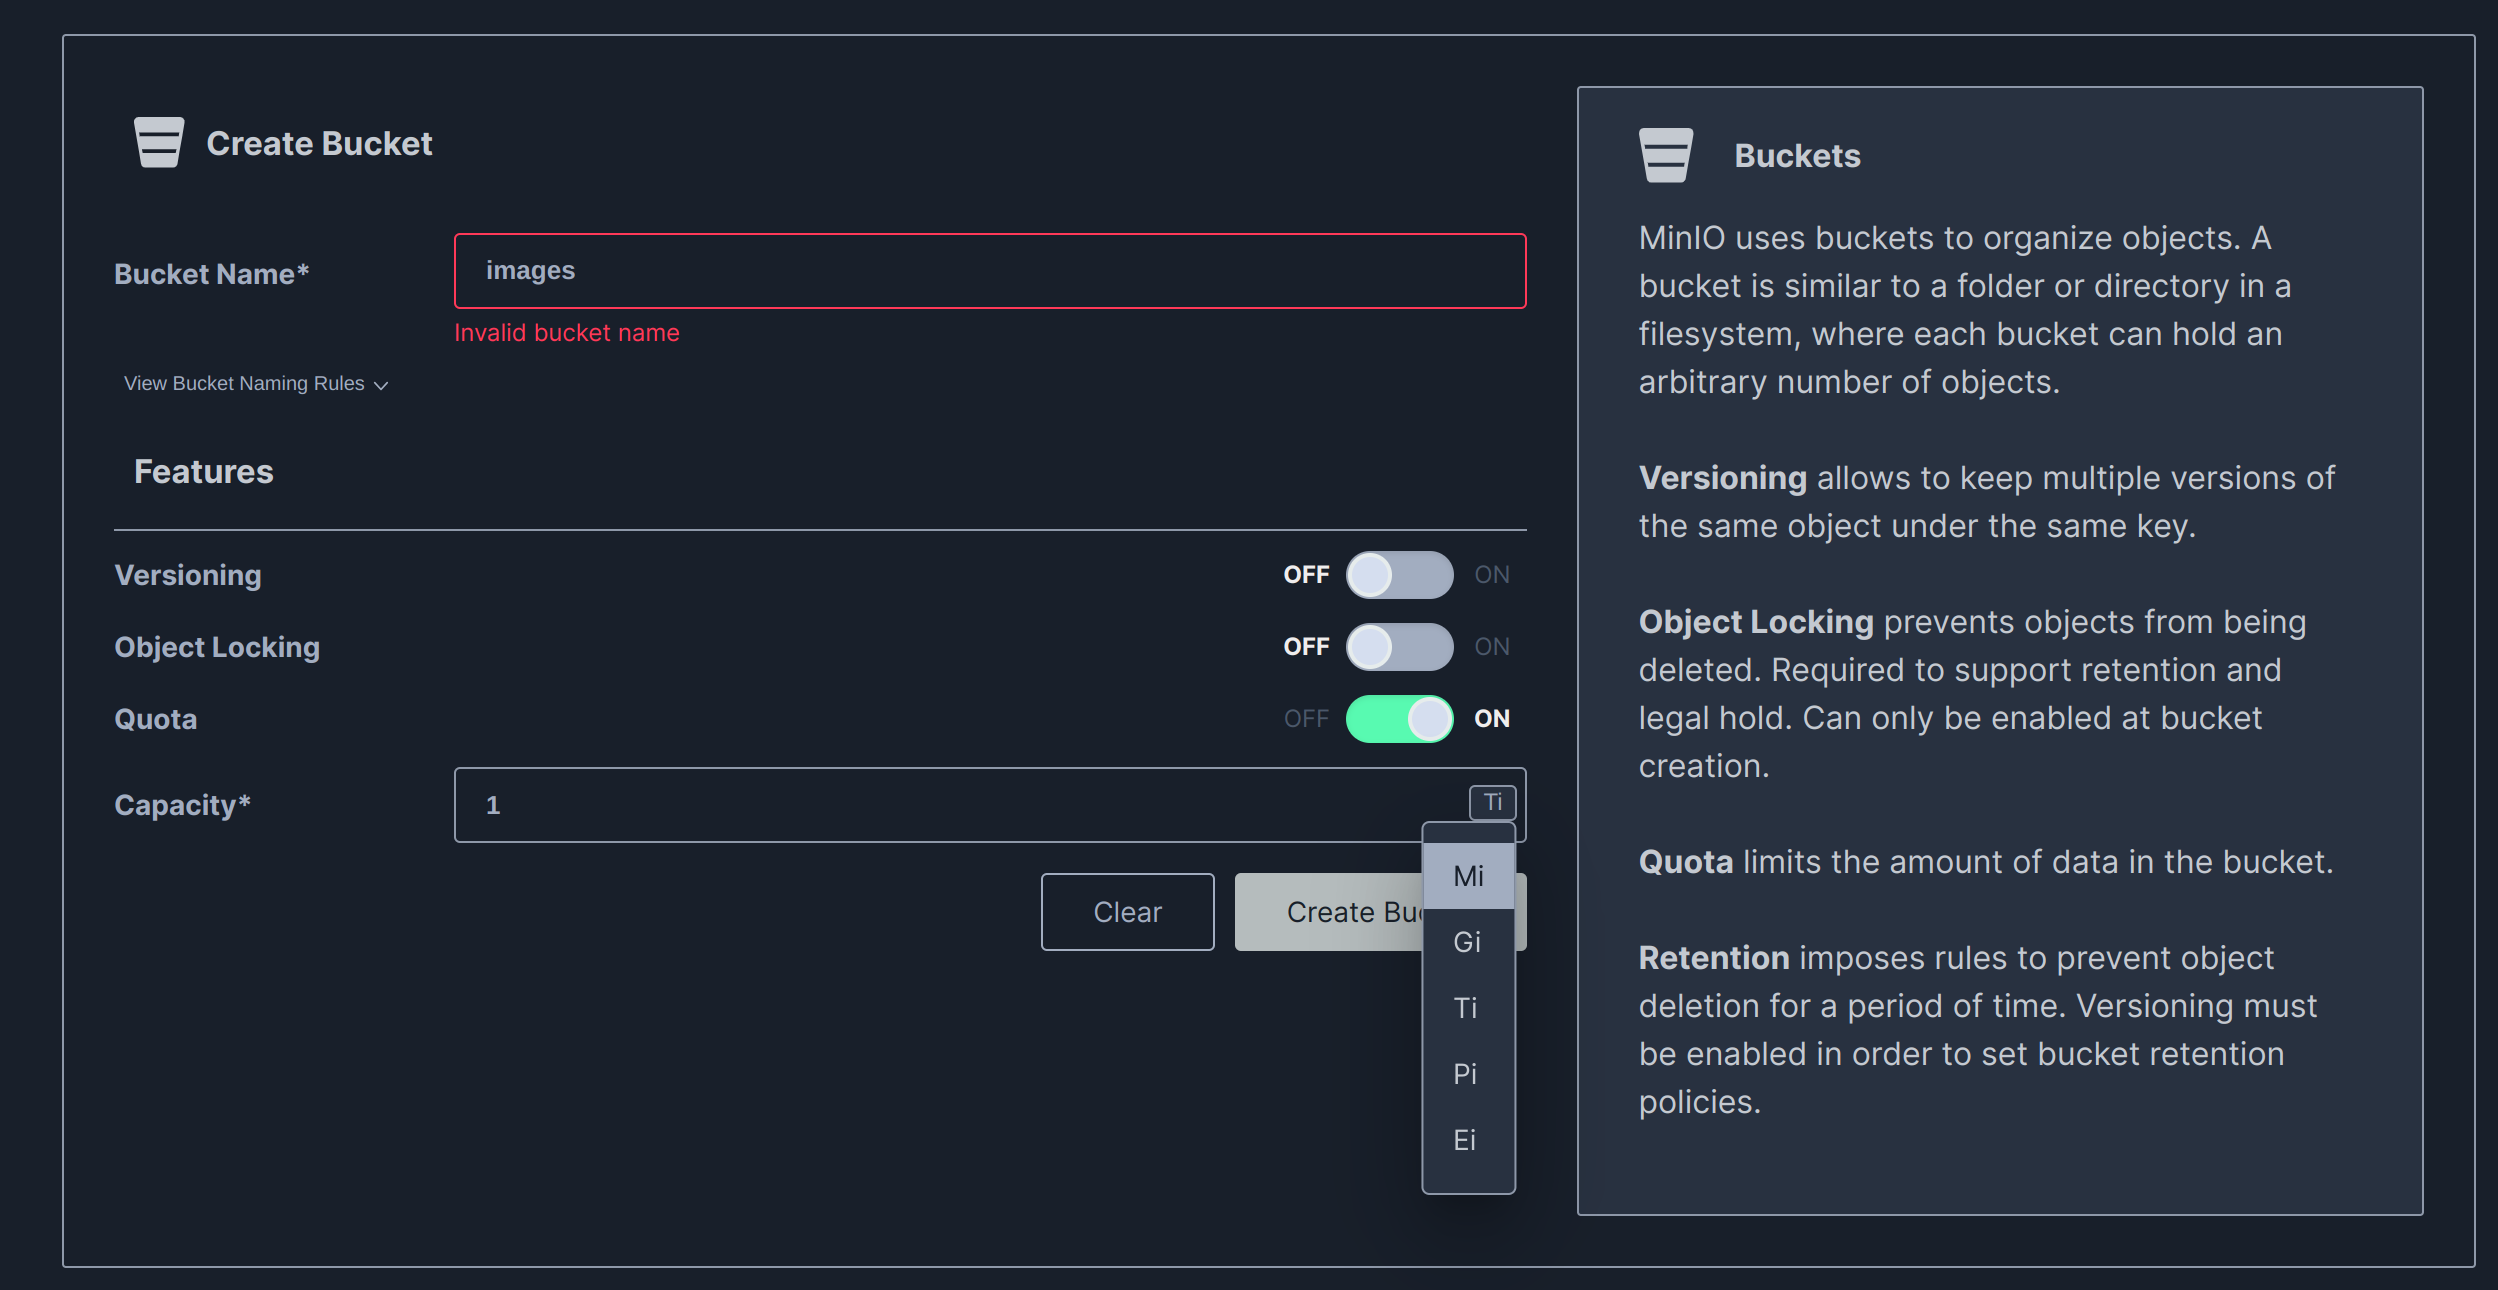 Create Bucket
Bucket Name*
images
Invalid bucket name
View Bucket Naming Rules
Features
Versioning
OFF ON
Object Locking
OFF ON
Quota
OFF ON
Capacity*
1
Ti
Mi
Gi
Ti
Pi
Ei
Clear
Create Buc
Buckets
MinIO uses buckets to organize objects. A
bucket is similar to a folder or directory in a
filesystem, where each bucket can hold an
arbitrary number of objects.
Versioning allows to keep multiple versions of
the same object under the same key.
Object Locking prevents objects from being
deleted. Required to support retention and
legal hold. Can only be enabled at bucket
creation.
Quota limits the amount of data in the bucket.
Retention imposes rules to prevent object
deletion for a period of time. Versioning must
be enabled in order to set bucket retention
policies.